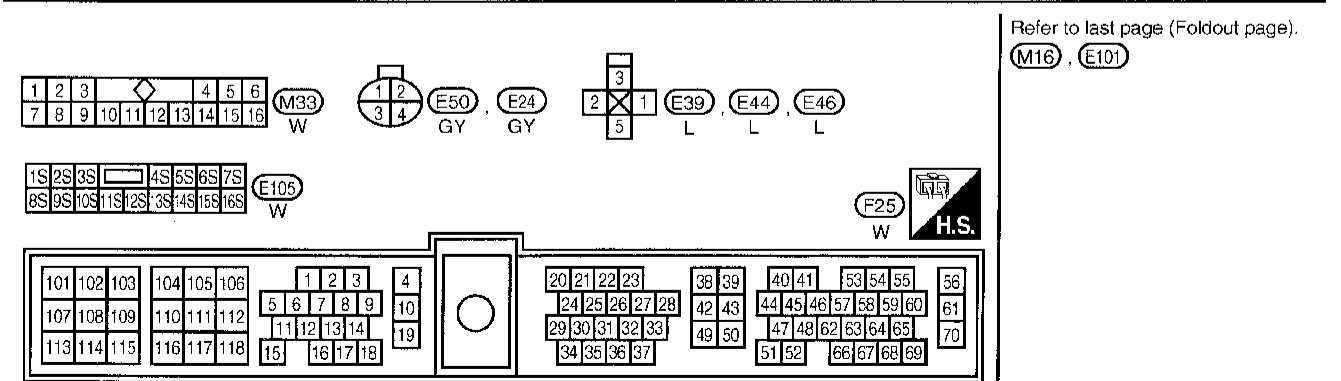 Refer to last page (Foldout page).
M16 , E101
1 2 3 4 5 6
7 8 9 10 11 12 13 14 15 16
M33
W
1 2
3 4
E50 , E24
GY GY
3
2 1
5
E39 , E44 , E46
L L L
1S 2S 3S 4S 5S 6S 7S
8S 9S 10S 11S 12S 13S 14S 15S 16S
E105
W
F25
W
H.S.
101 102 103 104 105 106 1 2 3 4 20 21 22 23 38 39 40 41 53 54 55 56
5 6 7 8 9 10 24 25 26 27 28 42 43 44 45 46 57 58 59 60 61
107 108 109 110 111 112
11 12 13 14 19 29 30 31 32 33 49 50 47 48 62 63 64 65 70
113 114 115 116 117 118 15 16 17 18 34 35 36 37 51 52 66 67 68 69